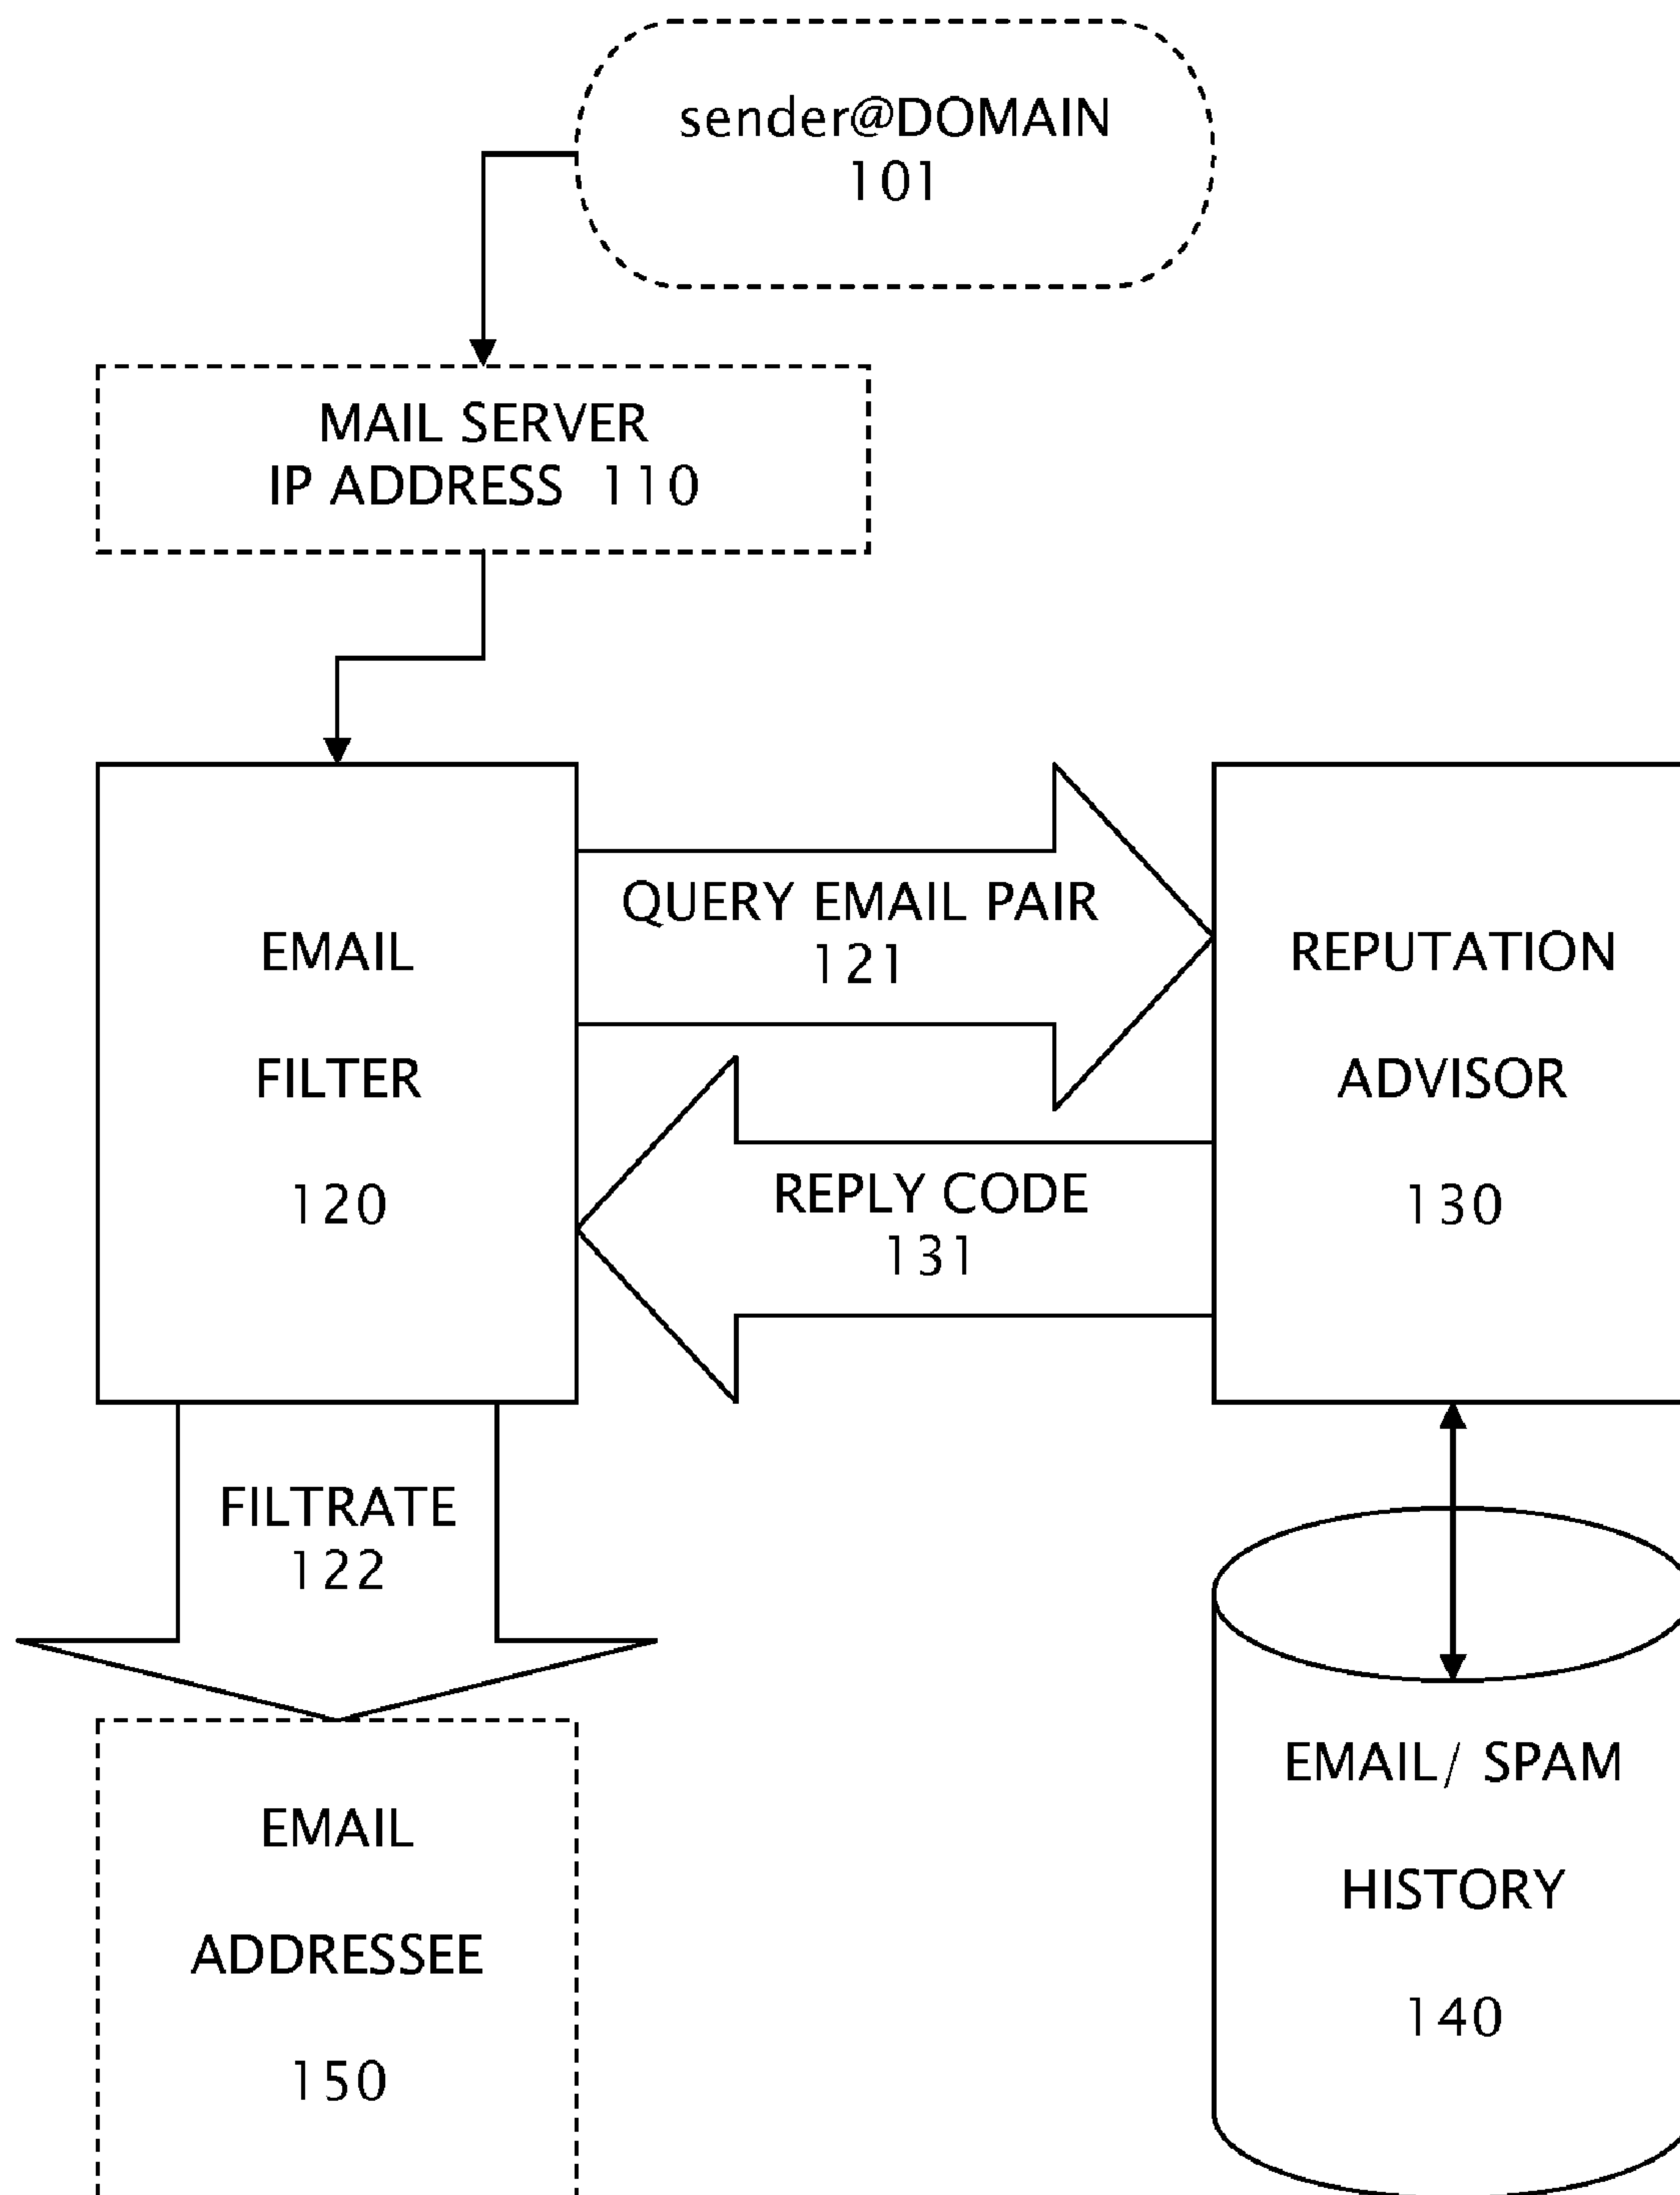 sender@DOMAIN
101
MAIL SERVER
IP ADDRESS 110
EMAIL
FILTER
120
QUERY EMAIL PAIR
121
REPLY CODE
131
REPUTATION
ADVISOR
130
FILTRATE
122
EMAIL
ADDRESSEE
150
EMAIL/ SPAM
HISTORY
140